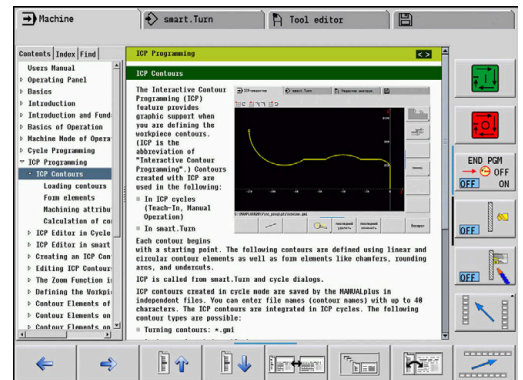 Machine
smart.Turn
Tool editor
Contents Index Find
Users Manual
Operating Panel
Basics
Introduction
Introduction and Fund
Basics of Operation
Machine Mode of Opera
Cycle Programming
ICP Programming
ICP Contours
Loading contours
Form elements
Machining attribu
Calculation of co
ICP Editor in Cycle
ICP Editor in smart
Creating an ICP Con
Editing ICP Contour
The Zoom Function i
Defining the Workpi
Contour Elements of
Contour Elements on
Contour Elements on
ICP Programming
ICP Contours
The Interactive Contour
Programming (ICP)
feature provides
graphic support when
you are defining the
workpiece contours.
(ICP is the
abbreviation of
"Interactive Contour
Programming".) Contours
created with ICP are
used in the following:
In ICP cycles
(Teach-In, Manual
Operation)
In smart.Turn
Each contour begins
with a starting point. The following contours are defined using linear and
circular contour elements as well as form elements like chamfers, rounding
arcs, and undercuts.
ICP is called from smart.Turn and cycle dialogs.
ICP contours created in cycle mode are saved by the MANUALplus in
independent files. You can enter file names (contour names) with up to 40
characters. The ICP contours are integrated in ICP cycles. The following
contour types are possible:
Turning contours: *.gmi
END PGM
OFF
OFF ON
OFF
OFF